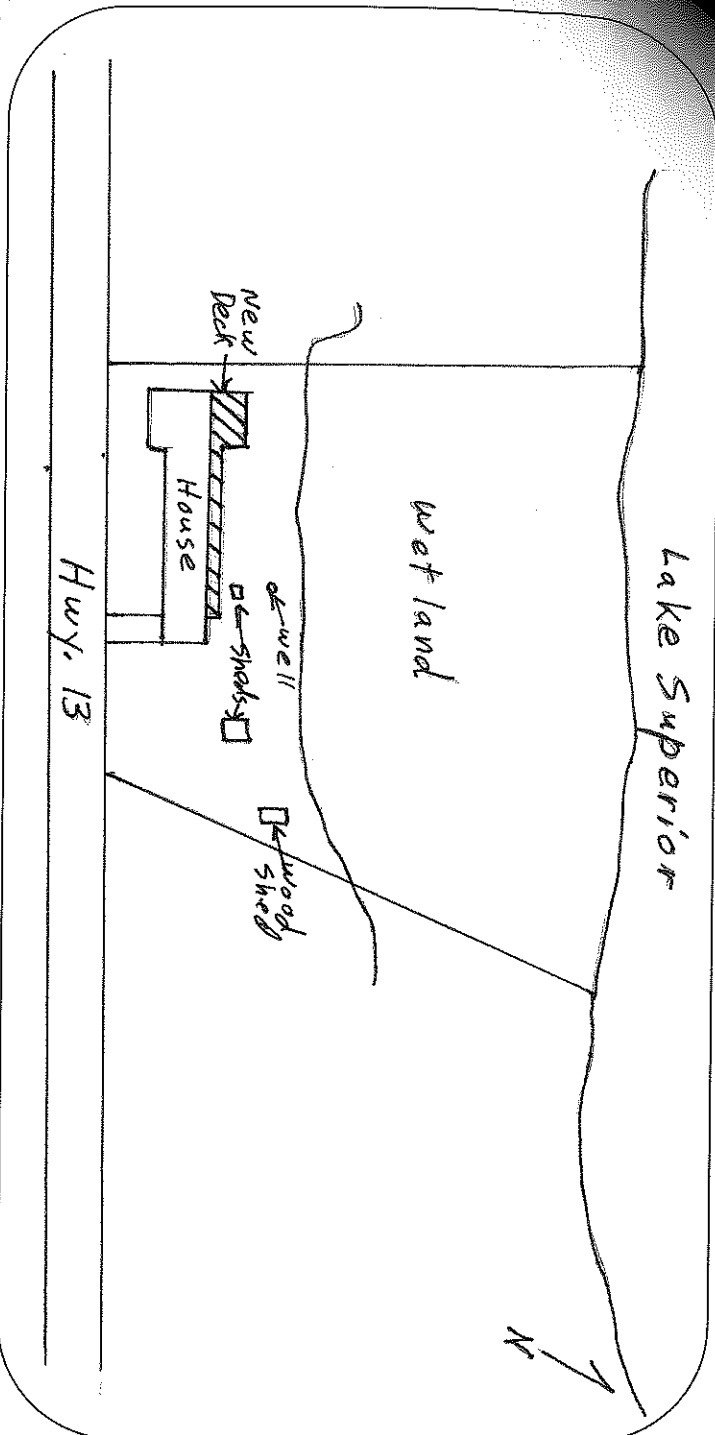 Lake Superior
Wetland
New
Deck
House
well
sheds
wood
shed
Hwy. 13
N